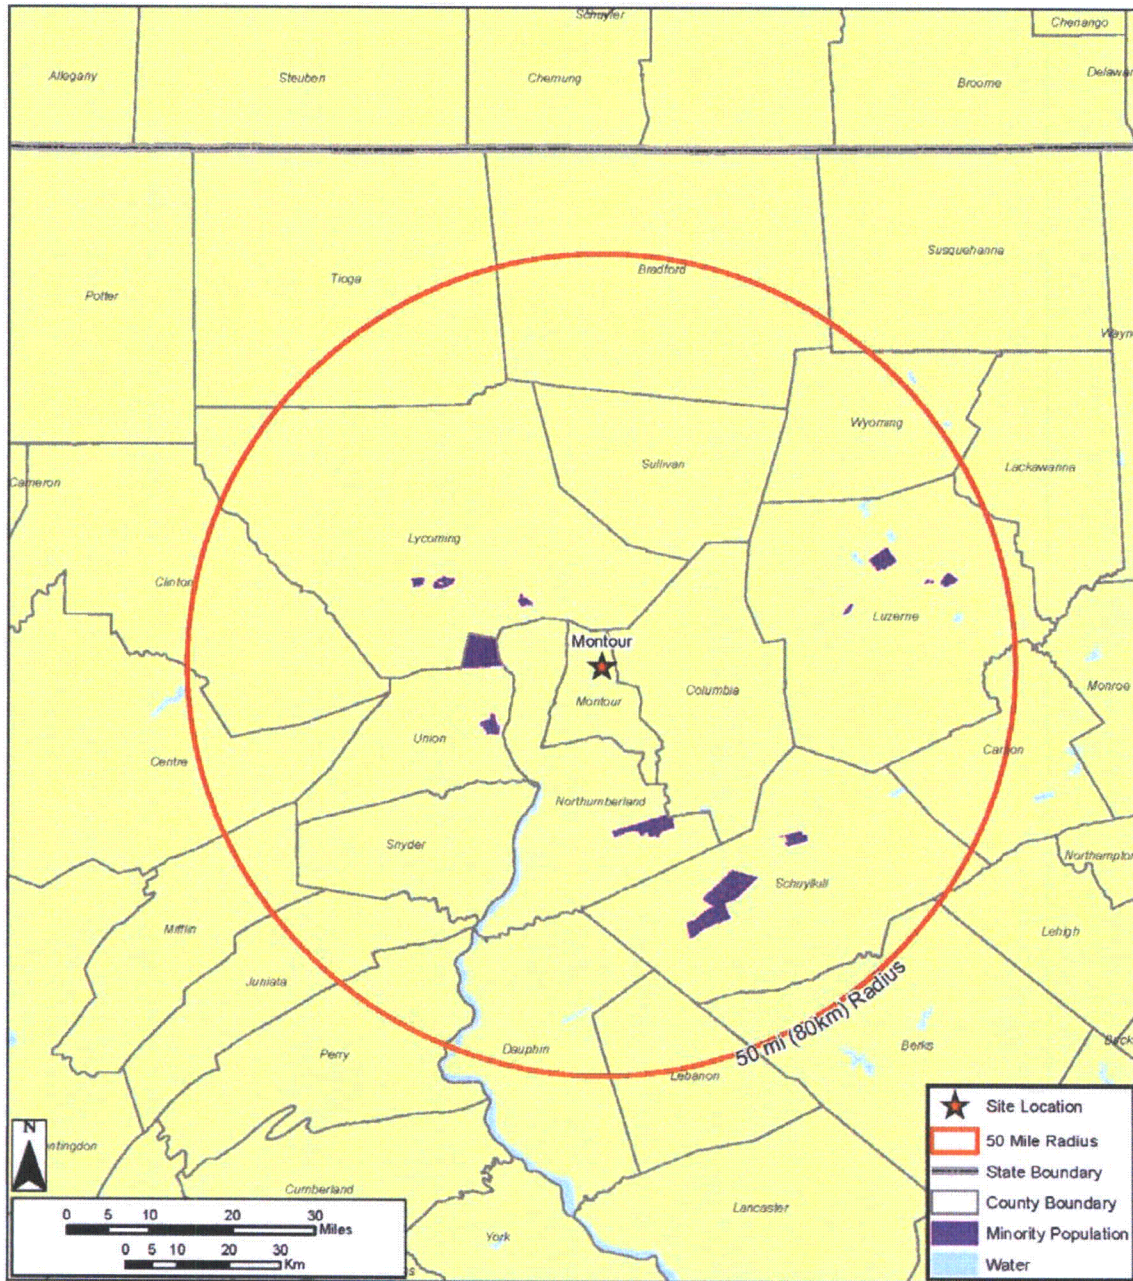 Schuyler
Chenango
Allegany
Steuben
Chemung
Broome
Delawar
Susquehanna
Bradford
Tioga
Potter
Wayn
Wyoming
Sullivan
Lackawanna
Cameron
Lycoming
Clinton
Luzerne
Montour
Monroe
Columbia
Montour
Union
Carbon
Centre
Northumberland
Snyder
Northampton
Schuylkill
Mifflin
Lehigh
Juniata
50 mi (80km) Radius
Perry
Dauphin
Berks
Buck
Lebanon
Site Location
50 Mile Radius
State Boundary
County Boundary
Minority Population
Water
N
ntingdon
Cumberland
Lancaster
York
0 5 10 20 30
Miles
0 5 10 20 30
Km
s